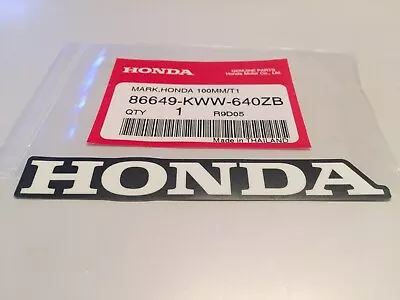 HONDA
GENUINE PARTS
Honda Motor Co., Ltd.
MARK,HONDA 100MM/T1
86649-KWW-640ZB
QTY 1 R9D05
Made in THAILAND
HONDA